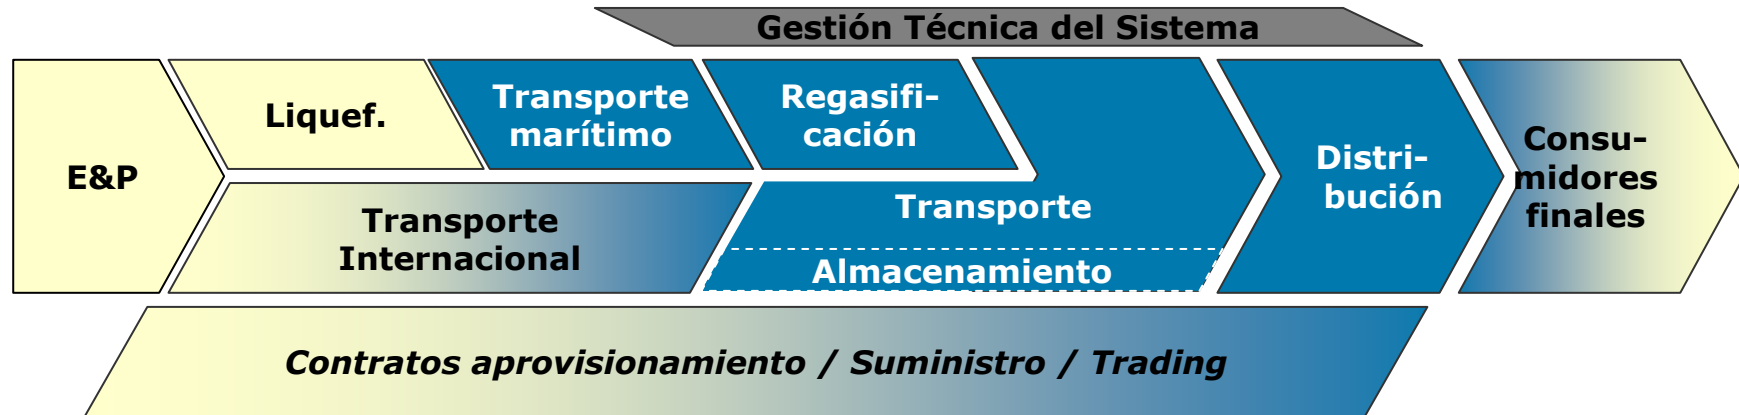 Gestión Técnica del Sistema
E&P
Liquef.
Transporte
marítimo
Regasifi-
cación
Transporte
Internacional
Transporte
Almacenamiento
Distri-
bución
Consu-
midores
finales
Contratos aprovisionamiento / Suministro / Trading